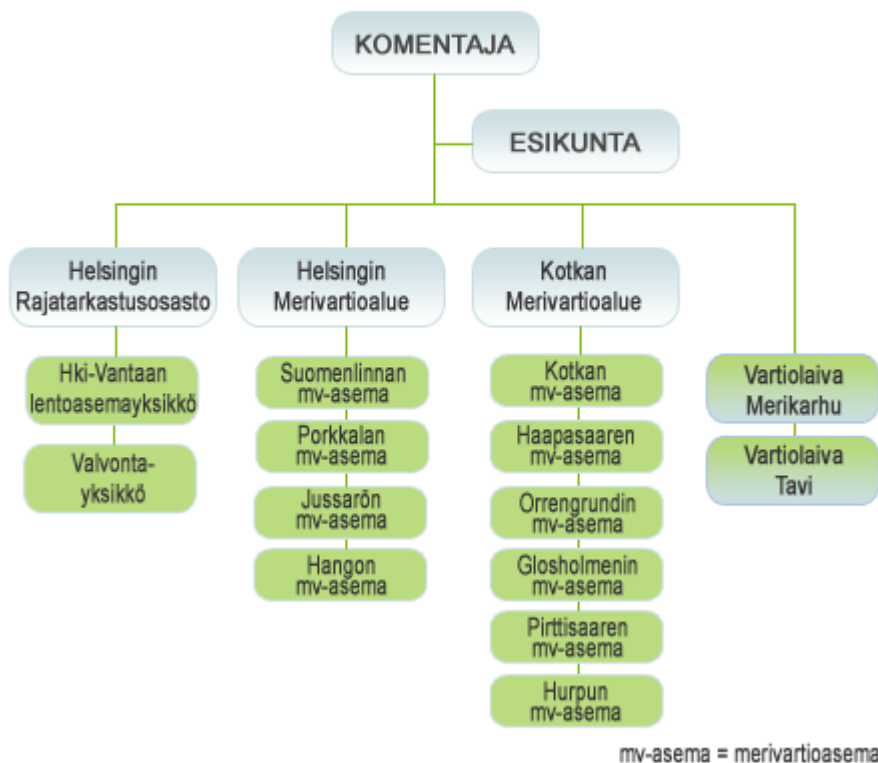 KOMENTAJA
ESIKUNTA
Helsingin
Rajatarkastusosasto
Hki-Vantaan
lentoasemayksikkö
Valvonta-
yksikkö
Helsingin
Merivartioalue
Suomenlinnan
mv-asema
Porkkalan
mv-asema
Jussarön
mv-asema
Hangon
mv-asema
Kotkan
Merivartioalue
Kotkan
mv-asema
Haapasaaren
mv-asema
Orrengrundin
mv-asema
Glosholmenin
mv-asema
Pirttisaaren
mv-asema
Hurpun
mv-asema
Vartiolaiva
Merikarhu
Vartiolaiva
Tavi
mv-asema = merivartioasema